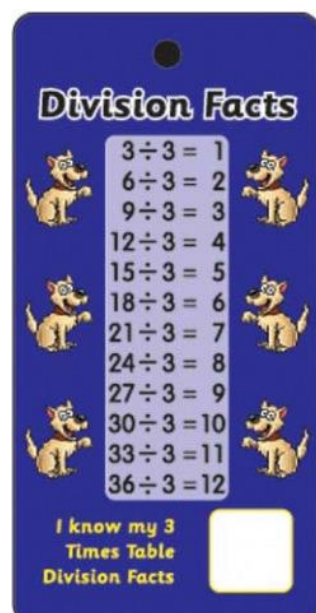 Division Facts
3÷3 = 1
6÷3 = 2
9÷3 = 3
12÷3 = 4
15÷3 = 5
18÷3 = 6
21÷3 = 7
24÷3 = 8
27÷3 = 9
30÷3 =10
33÷3 =11
36÷3 =12
I know my 3
Times Table
Division Facts